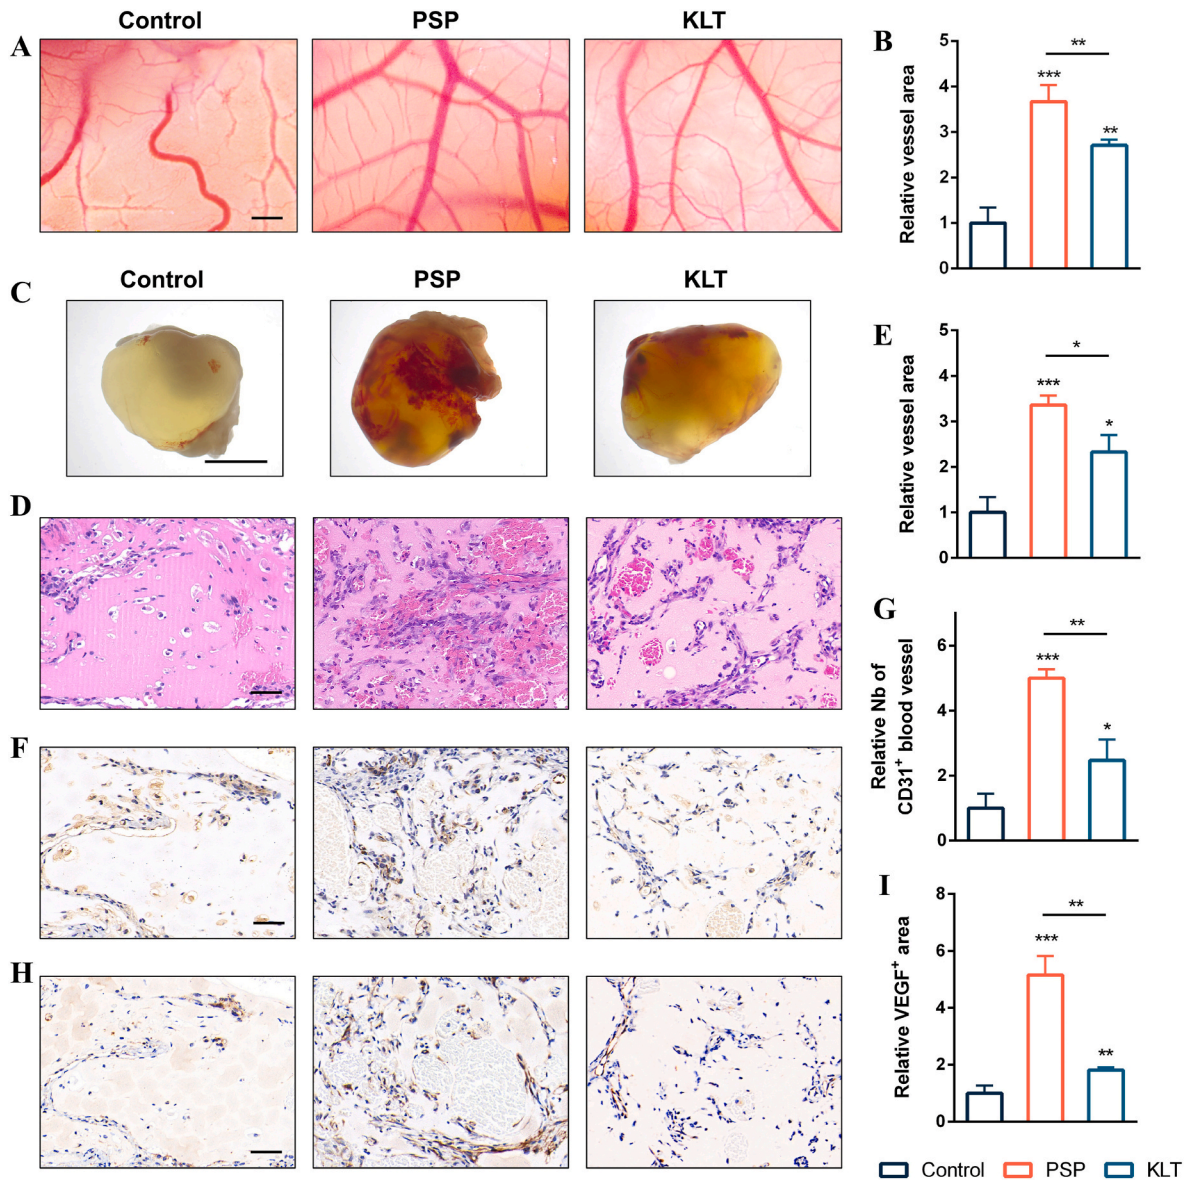 Control PSP KLT
A
B
Relative vessel area
5
4
3
2
1
0
**
***
**
C
Control PSP KLT
E
Relative vessel area
5
4
3
2
1
0
*
***
*
D
G
Relative Nb of
CD31+ blood vessel
6
4
2
0
**
***
*
F
I
Relative VEGF+ area
8
6
4
2
0
**
***
**
H
Control PSP KLT